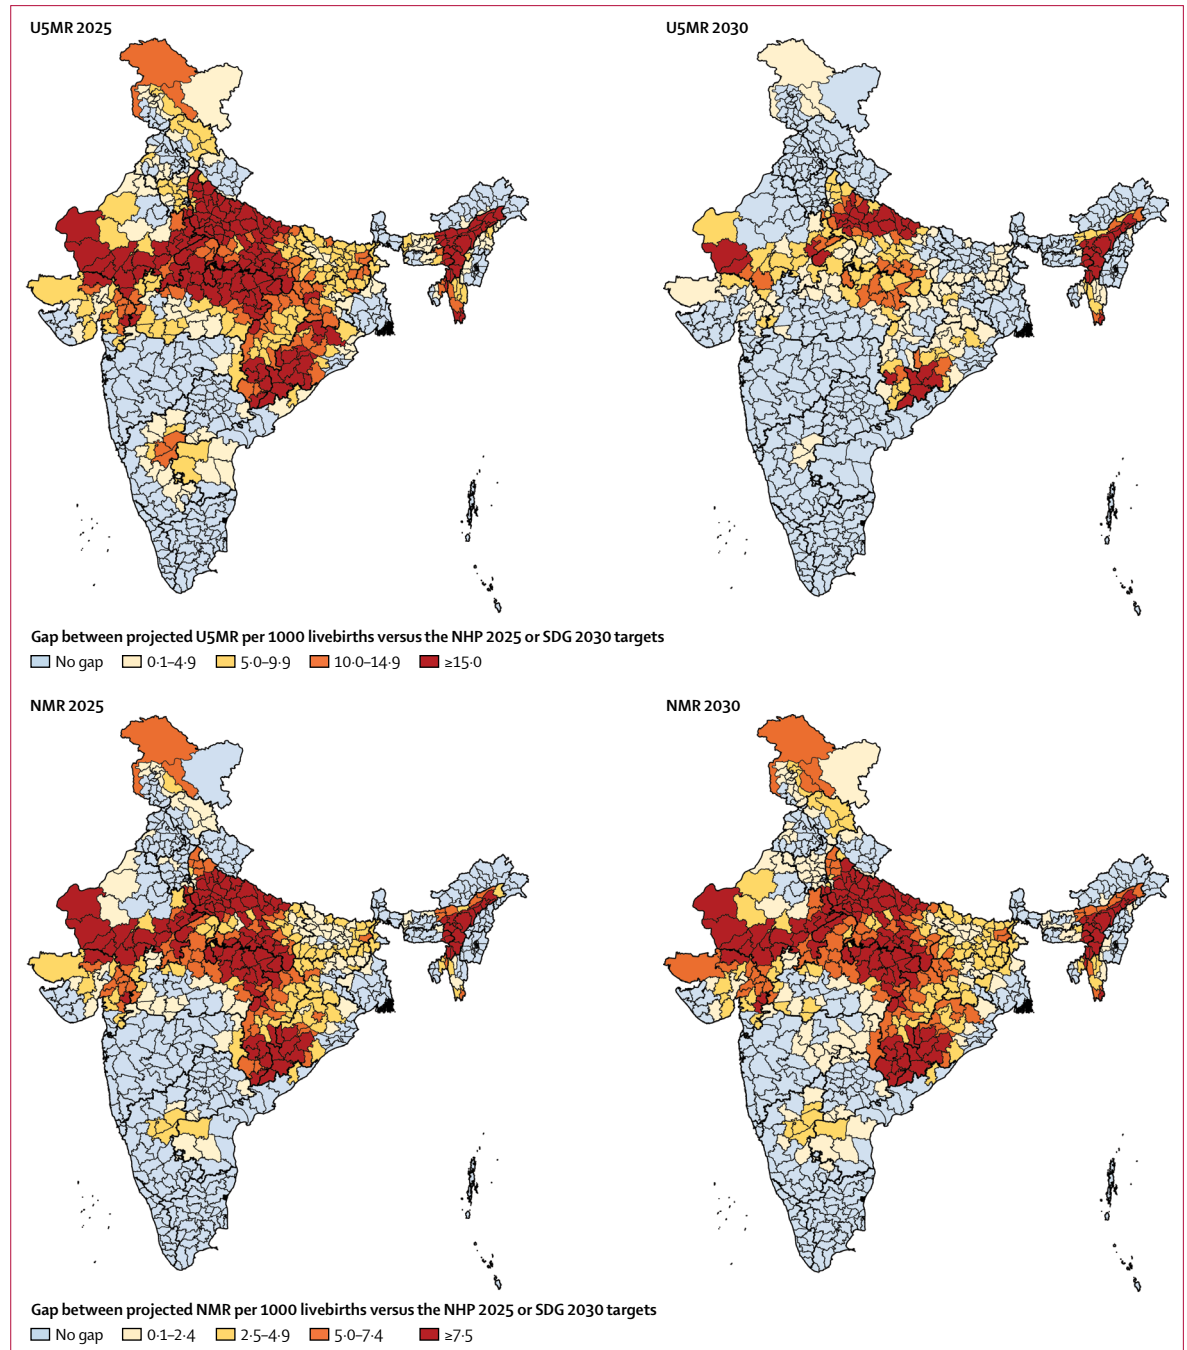 U5MR 2025
U5MR 2030
Gap between projected U5MR per 1000 livebirths versus the NHP 2025 or SDG 2030 targets
No gap 0·1–4·9 5·0–9·9 10·0–14·9 ≥15·0
NMR 2025
NMR 2030
Gap between projected NMR per 1000 livebirths versus the NHP 2025 or SDG 2030 targets
No gap 0·1–2·4 2·5–4·9 5·0–7·4 ≥7·5